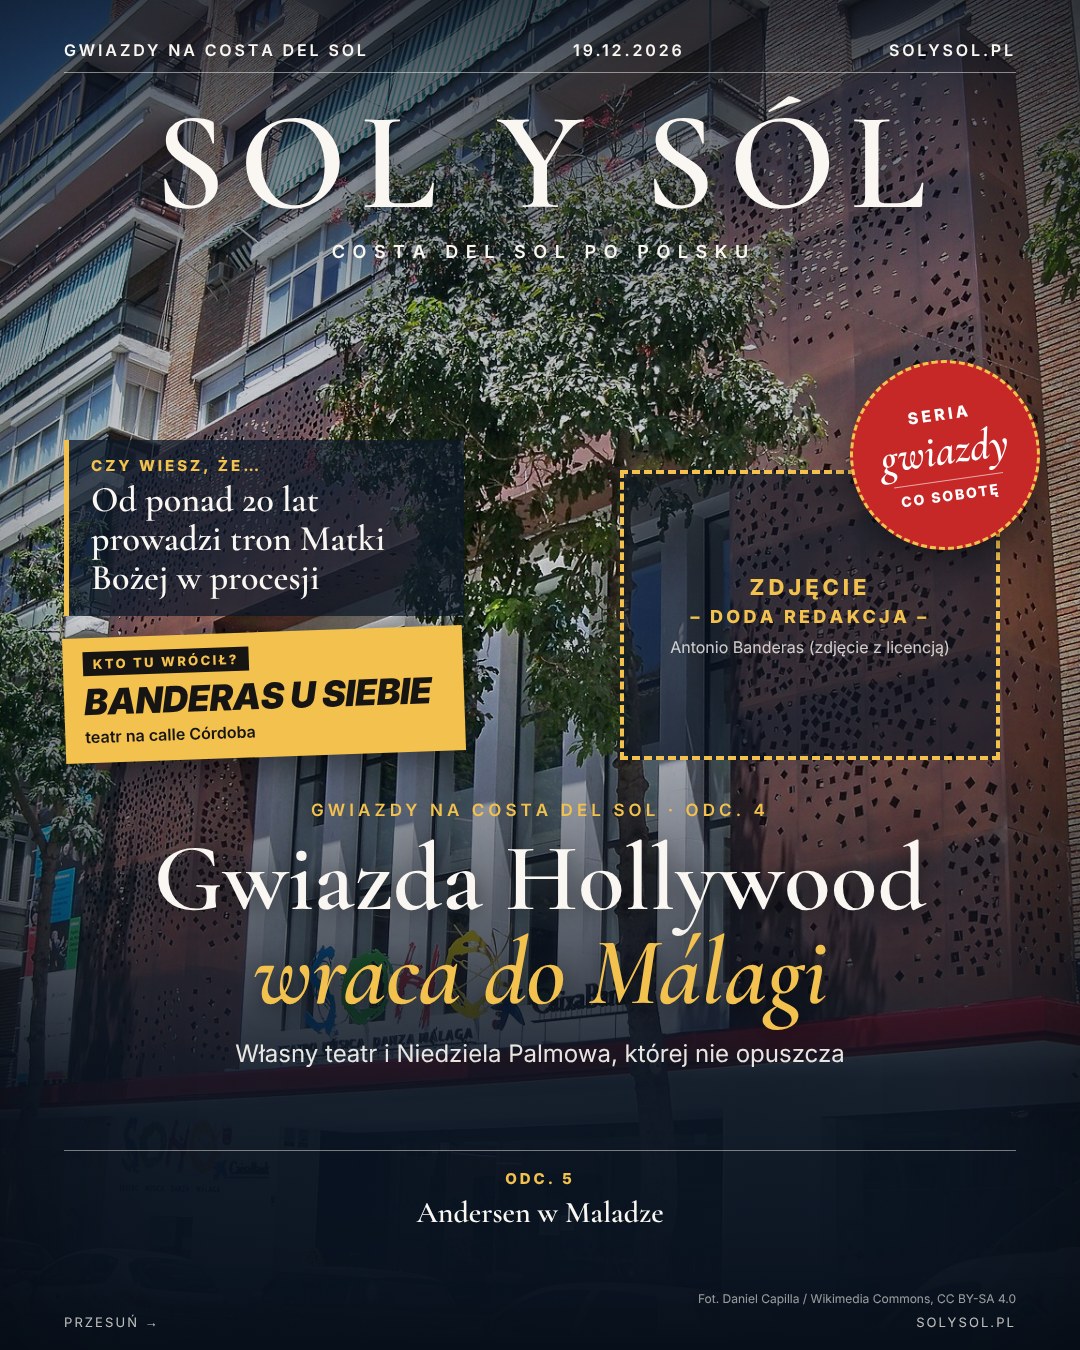 GWIAZDY NA COSTA DEL SOL
19.12.2026
SOLYSOL.PL
SOL Y SÓL
COSTA DEL SOL PO POLSKU
SERIA
gwiazdy
CO SOBOTĘ
CZY WIESZ, ŻE...
Od ponad 20 lat
prowadzi tron Matki
Bożej w procesji
KTO TU WRÓCIŁ?
BANDERAS U SIEBIE
teatr na calle Córdoba
ZDJĘCIE
– DODA REDAKCJA –
Antonio Banderas (zdjęcie z licencją)
GWIAZDY NA COSTA DEL SOL · ODC. 4
Gwiazda Hollywood
wraca do Málagi
Własny teatr i Niedziela Palmowa, której nie opuszcza
ODC. 5
Andersen w Maladze
Fot. Daniel Capilla / Wikimedia Commons, CC BY-SA 4.0
PRZESUŃ →
SOLYSOL.PL